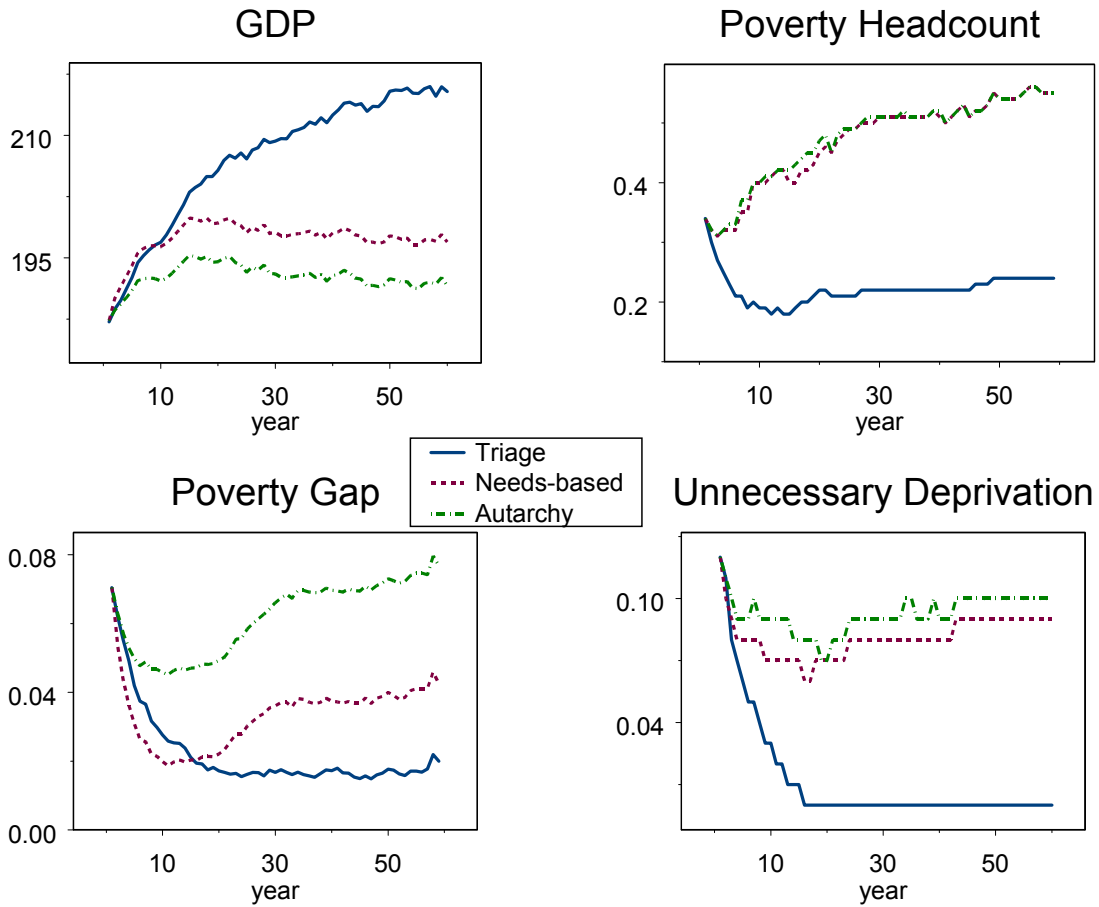 GDP
210
195
10 30 50
year
Poverty Headcount
0.4
0.2
10 30 50
year
Triage
Needs-based
Autarchy
Poverty Gap
0.08
0.04
0.00
10 30 50
year
Unnecessary Deprivation
0.10
0.04
10 30 50
year